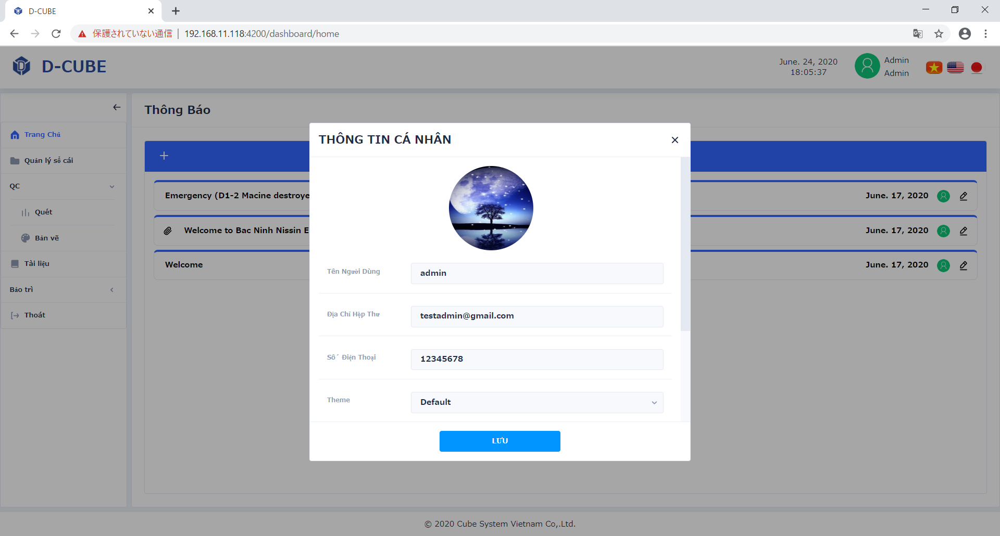 D-CUBE
保護されていない通信
192.168.11.118:4200/dashboard/home
D-CUBE
June. 24, 2020
18:05:37
Admin
Admin
Trang Chủ
Quản lý sổ cái
QC
Quét
Bản vẽ
Tài liệu
Bảo trì
Thoát
Thông Báo
Emergency (D1-2 Macine destroye
June. 17, 2020
Welcome to Bac Ninh Nissin E
June. 17, 2020
Welcome
June. 17, 2020
THÔNG TIN CÁ NHÂN
Tên Người Dùng
admin
Địa Chỉ Hộp Thư
testadmin@gmail.com
Số Điện Thoại
12345678
Theme
Default
LƯU
© 2020 Cube System Vietnam Co,.Ltd.